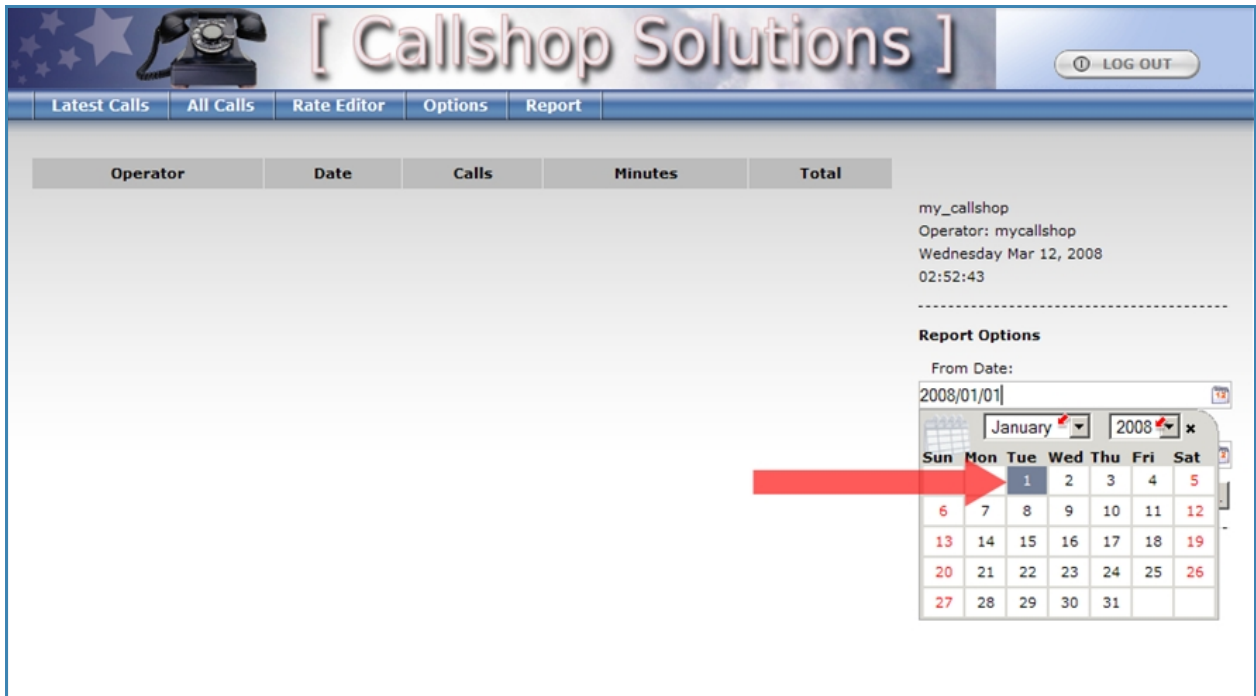 [ Callshop Solutions ]
LOG OUT
Latest Calls All Calls Rate Editor Options Report
Operator Date Calls Minutes Total
my_callshop
Operator: mycallshop
Wednesday Mar 12, 2008
02:52:43
Report Options
From Date:
2008/01/01
January 2008 x
Sun Mon Tue Wed Thu Fri Sat
1 2 3 4 5
6 7 8 9 10 11 12
13 14 15 16 17 18 19
20 21 22 23 24 25 26
27 28 29 30 31